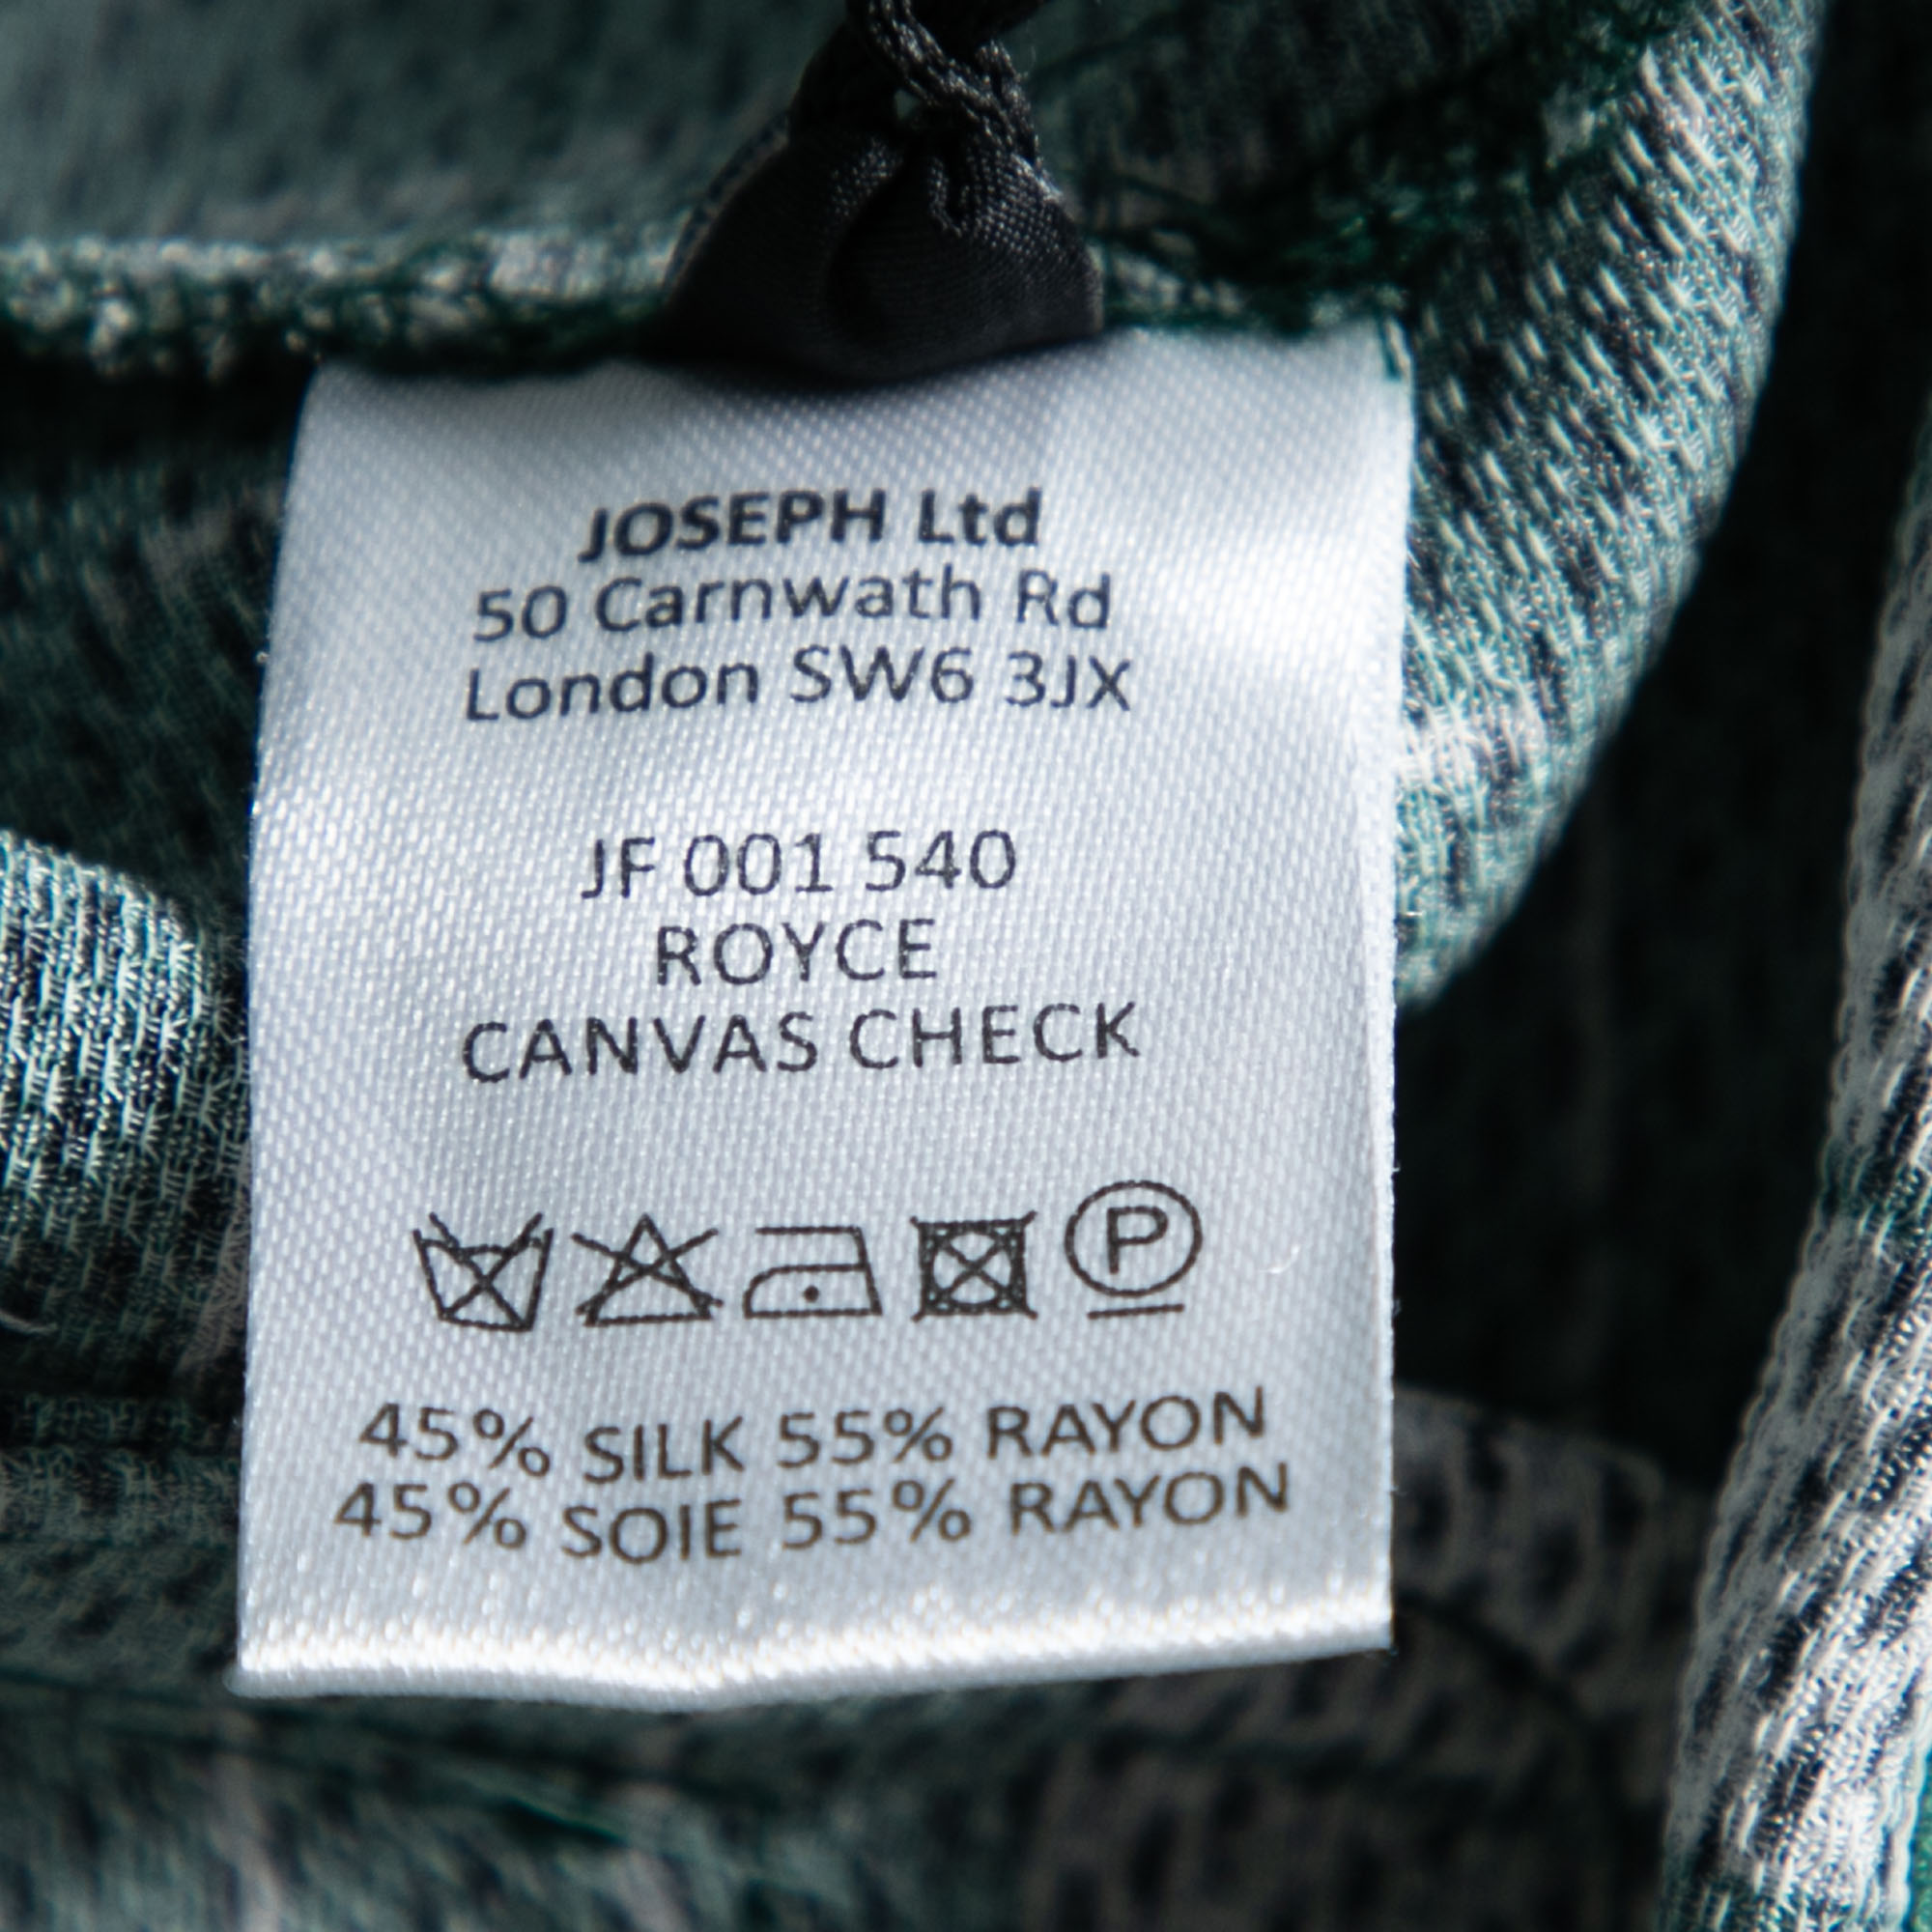 JOSEPH Ltd
50 Carnwath Rd
London SW6 3JX
JF 001 540
ROYCE
CANVAS CHECK
P
45% SILK 55% RAYON
45% SOIE 55% RAYON